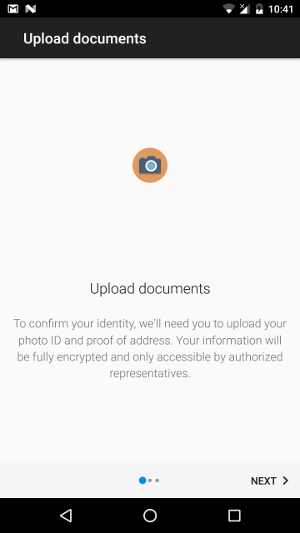 10:41
Upload documents
Upload documents
To confirm your identity, we'll need you to upload your
photo ID and proof of address. Your information will
be fully encrypted and only accessible by authorized
representatives.
NEXT